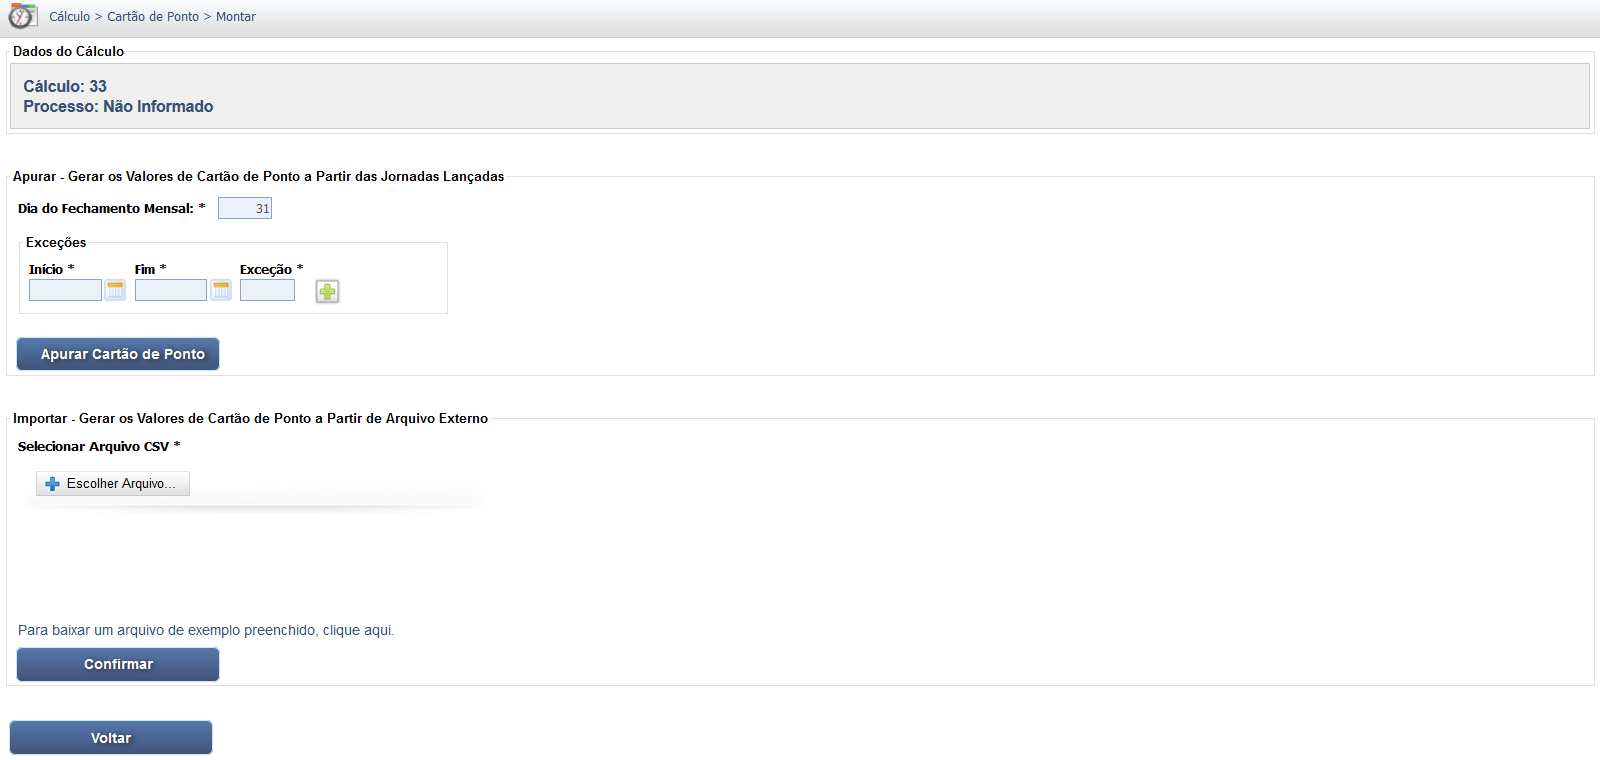 Cálculo > Cartão de Ponto > Montar
Dados do Cálculo
Cálculo: 33
Processo: Não Informado
Apurar - Gerar os Valores de Cartão de Ponto a Partir das Jornadas Lançadas
Dia do Fechamento Mensal: * 31
Exceções
Início * Fim * Exceção *
Apurar Cartão de Ponto
Importar - Gerar os Valores de Cartão de Ponto a Partir de Arquivo Externo
Selecionar Arquivo CSV *
Escolher Arquivo...
Para baixar um arquivo de exemplo preenchido, clique aqui.
Confirmar
Voltar